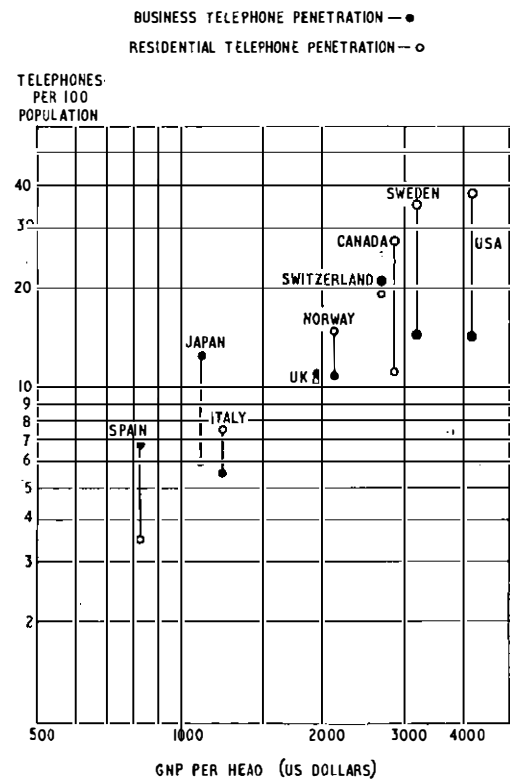 BUSINESS TELEPHONE PENETRATION — ●
RESIDENTIAL TELEPHONE PENETRATION — ○
TELEPHONES
PER 100
POPULATION
40
30
20
10
9
8
7
6
5
4
3
2
SWEDEN
CANADA
USA
SWITZERLAND
NORWAY
JAPAN
UK
ITALY
SPAIN
500
1000
2000
3000
4000
GNP PER HEAD (US DOLLARS)